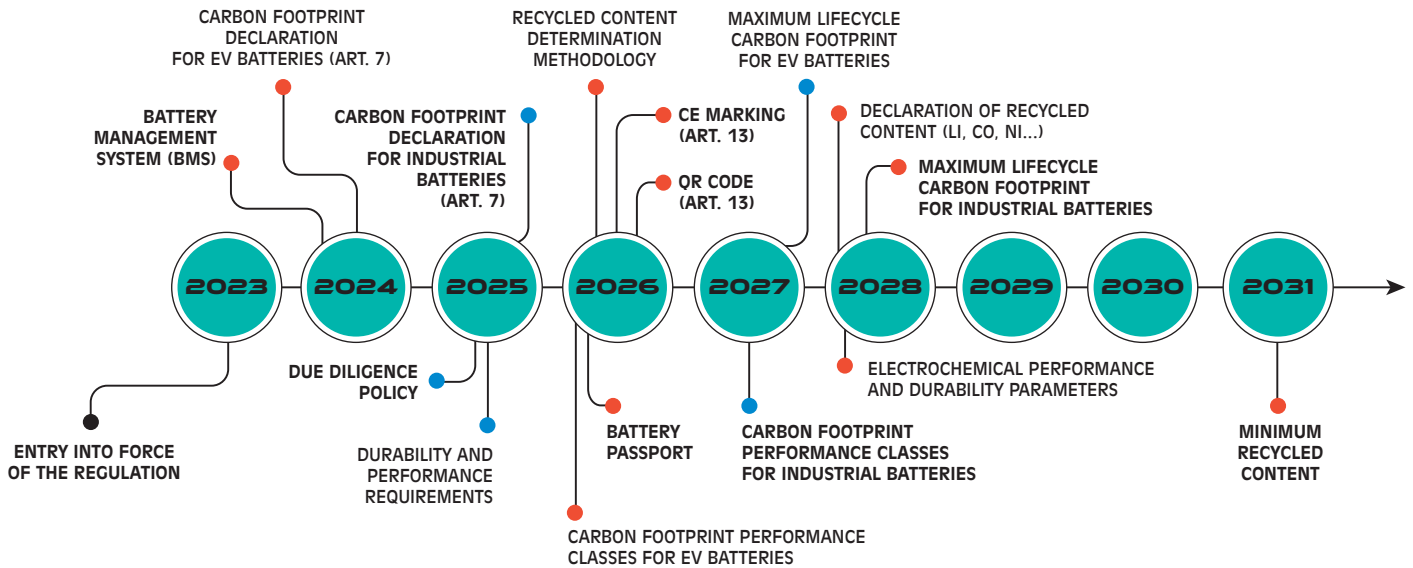 CARBON FOOTPRINT
DECLARATION
FOR EV BATTERIES (ART. 7)
RECYCLED CONTENT
DETERMINATION
METHODOLOGY
MAXIMUM LIFECYCLE
CARBON FOOTPRINT
FOR EV BATTERIES
BATTERY
MANAGEMENT
SYSTEM (BMS)
CARBON FOOTPRINT
DECLARATION
FOR INDUSTRIAL
BATTERIES
(ART. 7)
CE MARKING
(ART. 13)
QR CODE
(ART. 13)
DECLARATION OF RECYCLED
CONTENT (LI, CO, NI...)
MAXIMUM LIFECYCLE
CARBON FOOTPRINT
FOR INDUSTRIAL BATTERIES
2023
2024
2025
2026
2027
2028
2029
2030
2031
ENTRY INTO FORCE
OF THE REGULATION
DUE DILIGENCE
POLICY
DURABILITY AND
PERFORMANCE
REQUIREMENTS
BATTERY
PASSPORT
CARBON FOOTPRINT PERFORMANCE
CLASSES FOR EV BATTERIES
CARBON FOOTPRINT
PERFORMANCE CLASSES
FOR INDUSTRIAL BATTERIES
ELECTROCHEMICAL PERFORMANCE
AND DURABILITY PARAMETERS
MINIMUM
RECYCLED
CONTENT